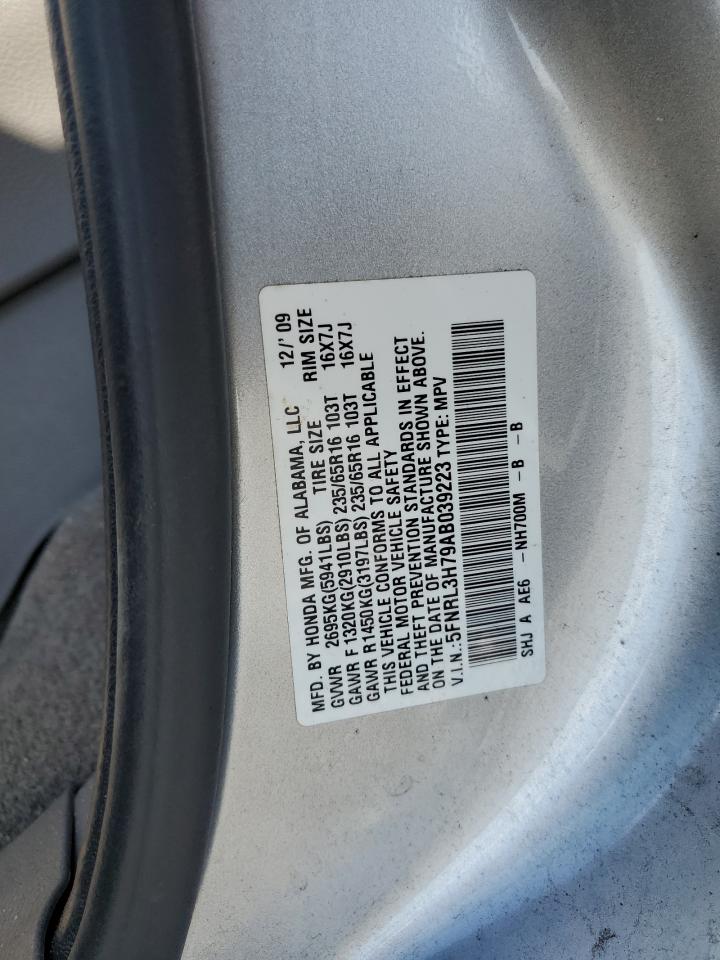 MFD. BY HONDA MFG. OF ALABAMA, LLC 12/' 09
GVWR 2695KG(5941LBS) TIRE SIZE RIM SIZE
GAWR F 1320KG(2910LBS) 235/65R16 103T 16X7J
GAWR R1450KG(3197LBS) 235/65R16 103T 16X7J
THIS VEHICLE CONFORMS TO ALL APPLICABLE
FEDERAL MOTOR VEHICLE SAFETY
AND THEFT PREVENTION STANDARDS IN EFFECT
ON THE DATE OF MANUFACTURE SHOWN ABOVE.
V.I.N.:5FNRL3H79AB039223 TYPE: MPV
SHJ A AE6 -NH700M -B -B